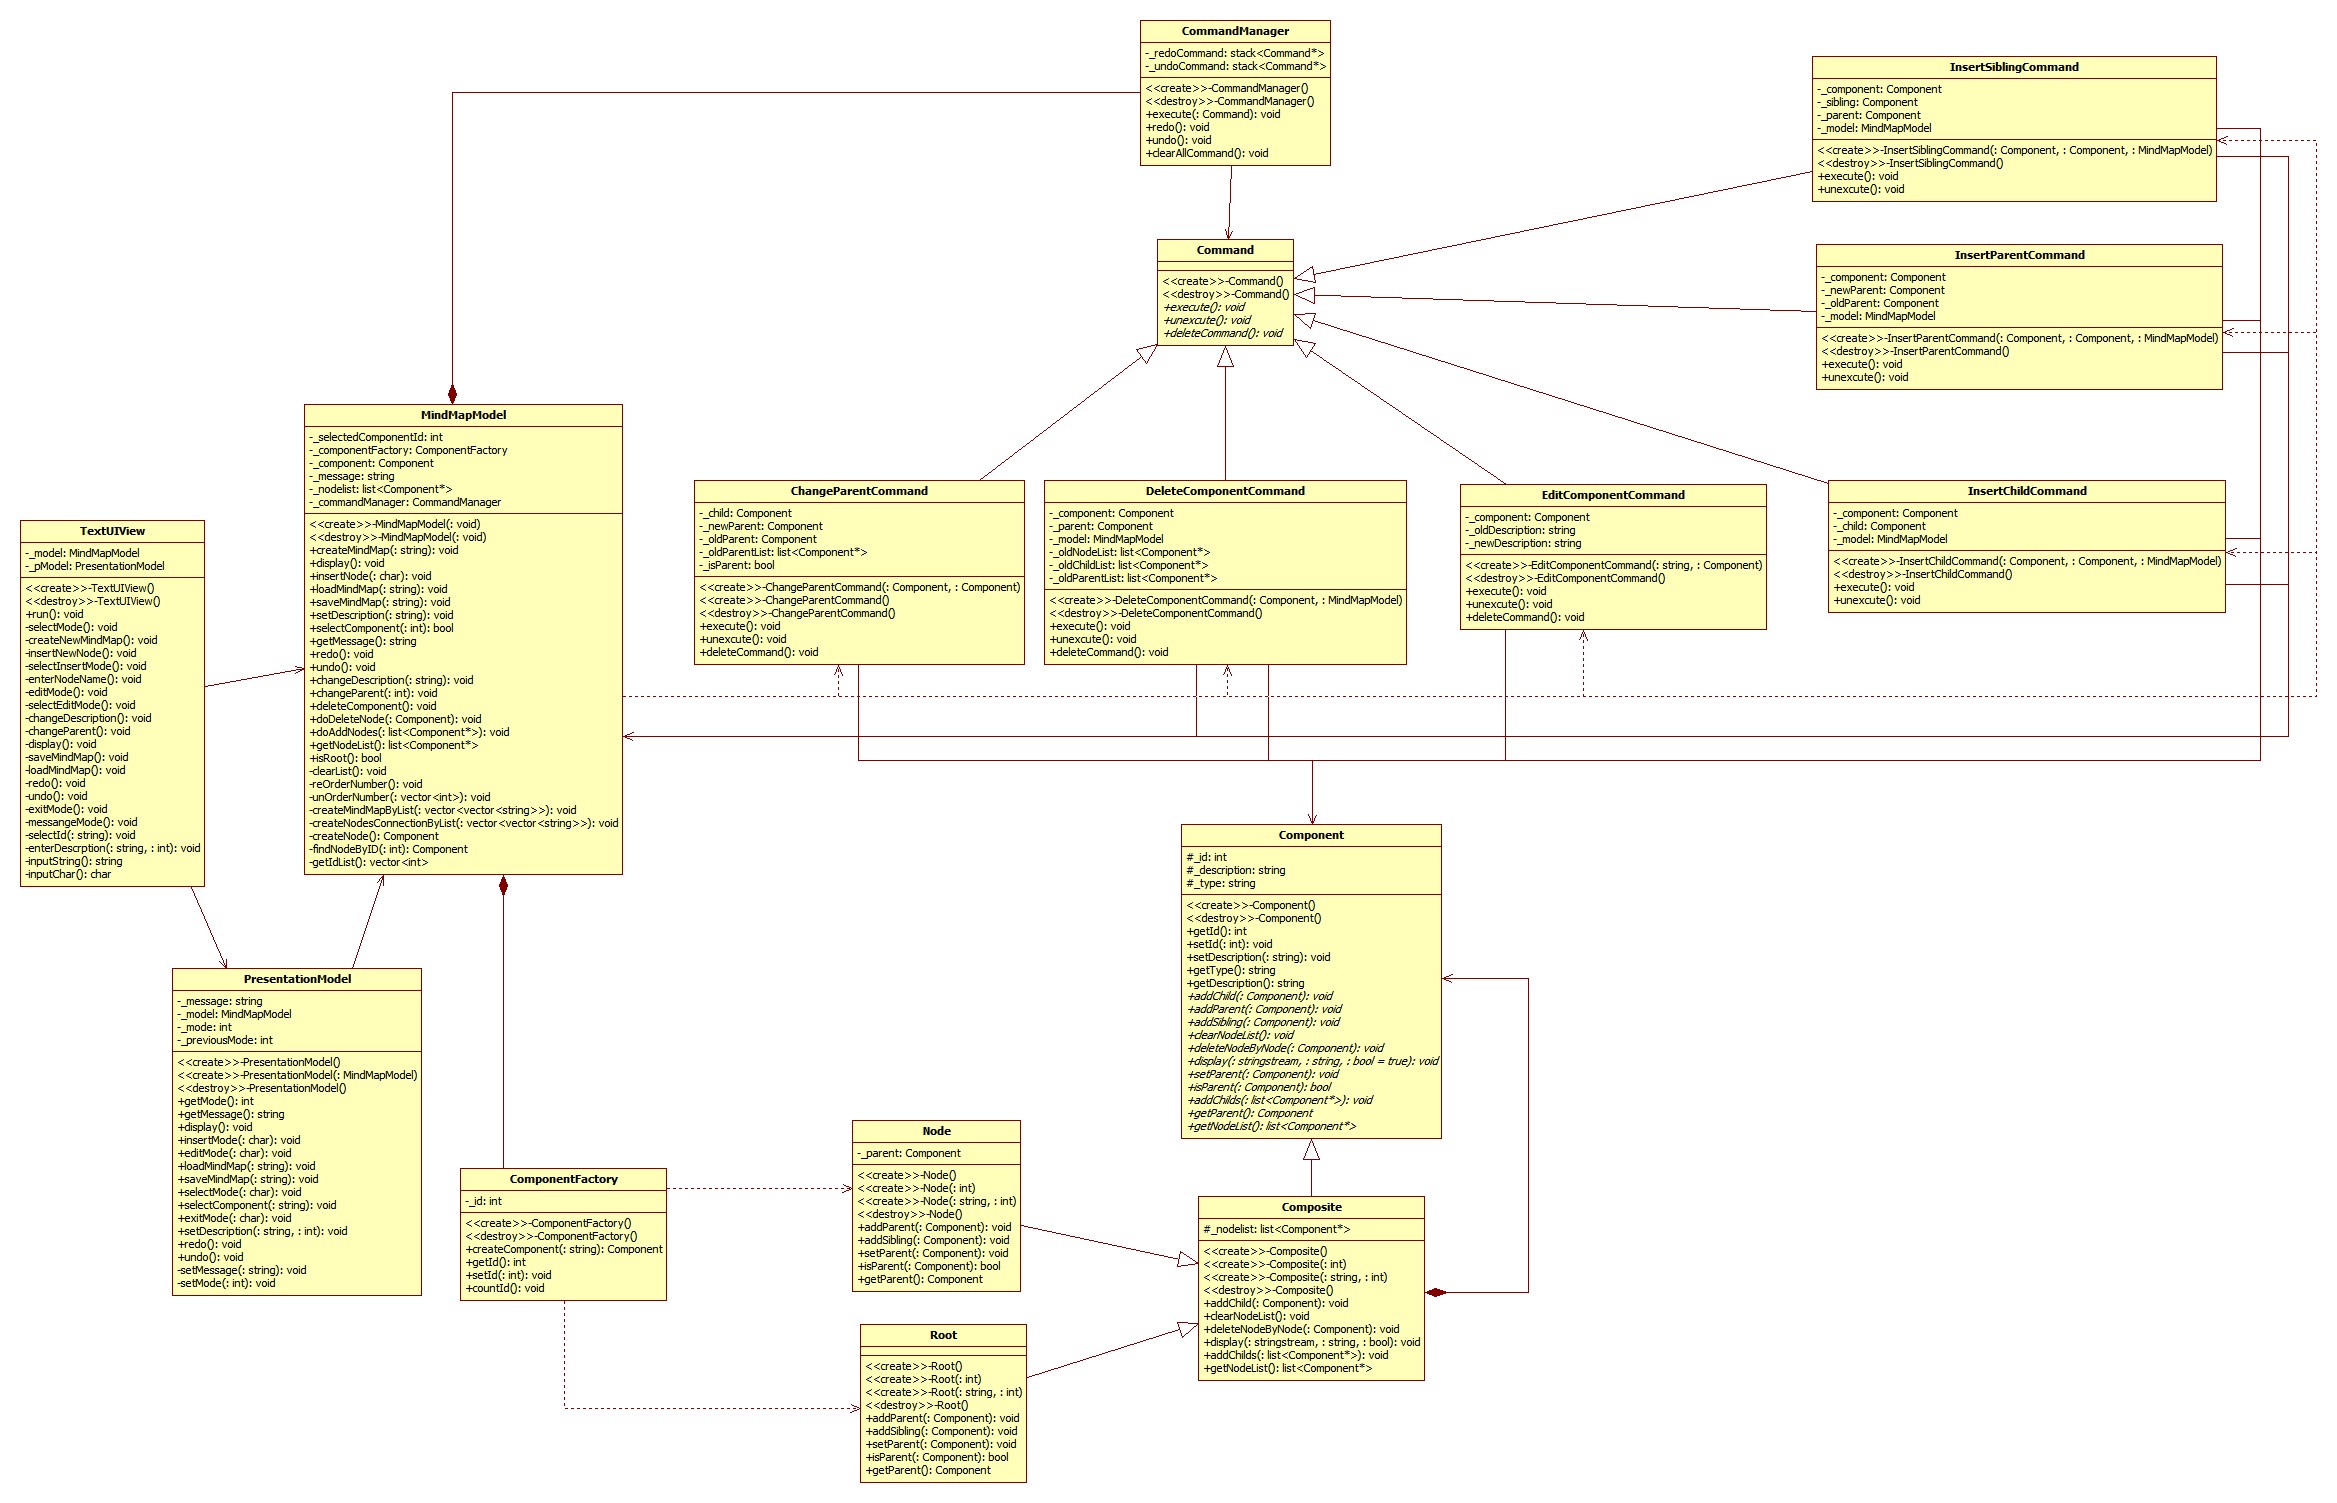 CommandManager
-_redoCommand: stack<Command*>
-_undoCommand: stack<Command*>
<<create>>-CommandManager()
<<destroy>>-CommandManager()
+execute(: Command): void
+redo(): void
+undo(): void
+clearAllCommand(): void
InsertSiblingCommand
-_component: Component
-_sibling: Component
-_parent: Component
-_model: MindMapModel
<<create>>-InsertSiblingCommand(: Component, : Component, : MindMapModel)
<<destroy>>-InsertSiblingCommand()
+execute(): void
+unexcute(): void
Command
<<create>>-Command()
<<destroy>>-Command()
+execute(): void
+unexcute(): void
+deleteCommand(): void
InsertParentCommand
-_component: Component
-_newParent: Component
-_oldParent: Component
-_model: MindMapModel
<<create>>-InsertParentCommand(: Component, : Component, : MindMapModel)
<<destroy>>-InsertParentCommand()
+execute(): void
+unexcute(): void
MindMapModel
-_selectedComponentId: int
-_componentFactory: ComponentFactory
-_component: Component
-_message: string
-_nodelist: list<Component*>
-_commandManager: CommandManager
<<create>>-MindMapModel(: void)
<<destroy>>-MindMapModel(: void)
+createMindMap(: string): void
+display(): void
+insertNode(: char): void
+loadMindMap(: string): void
+saveMindMap(: string): void
+setDescription(: string): void
+selectComponent(: int): bool
+getMessage(): string
+redo(): void
+undo(): void
+changeDescription(: string): void
+changeParent(: int): void
+deleteComponent(): void
+doDeleteNode(: Component): void
+doAddNodes(: list<Component*>): void
+getNodeList(): list<Component*>
+isRoot(): bool
-clearList(): void
-reOrderNumber(): void
-unOrderNumber(: vector<int>): void
-createMindMapByList(: vector<vector<string>>): void
-createNodesConnectionByList(: vector<vector<string>>): void
-createNode(): Component
-findNodeByID(: int): Component
-getIdList(): vector<int>
ChangeParentCommand
-_child: Component
-_newParent: Component
-_oldParent: Component
-_oldParentList: list<Component*>
-_isParent: bool
<<create>>-ChangeParentCommand(: Component, : Component)
<<create>>-ChangeParentCommand()
<<destroy>>-ChangeParentCommand()
+execute(): void
+unexcute(): void
+deleteCommand(): void
DeleteComponentCommand
-_component: Component
-_parent: Component
-_model: MindMapModel
-_oldNodeList: list<Component*>
-_oldChildList: list<Component*>
-_oldParentList: list<Component*>
<<create>>-DeleteComponentCommand(: Component, : MindMapModel)
<<destroy>>-DeleteComponentCommand()
+execute(): void
+unexcute(): void
+deleteCommand(): void
EditComponentCommand
-_component: Component
-_oldDescription: string
-_newDescription: string
<<create>>-EditComponentCommand(: string, : Component)
<<destroy>>-EditComponentCommand()
+execute(): void
+unexcute(): void
+deleteCommand(): void
InsertChildCommand
-_component: Component
-_child: Component
-_model: MindMapModel
<<create>>-InsertChildCommand(: Component, : Component, : MindMapModel)
<<destroy>>-InsertChildCommand()
+execute(): void
+unexcute(): void
TextUIView
-_model: MindMapModel
-_pModel: PresentationModel
<<create>>-TextUIView()
<<destroy>>-TextUIView()
+run(): void
-selectMode(): void
-createNewMindMap(): void
-insertNewNode(): void
-selectInsertMode(): void
-enterNodeName(): void
-editMode(): void
-selectEditMode(): void
-changeDescription(): void
-changeParent(): void
-display(): void
-saveMindMap(): void
-loadMindMap(): void
-redo(): void
-undo(): void
-exitMode(): void
-messangeMode(): void
-selectId(: string): void
-enterDescrption(: string, : int): void
-inputString(): string
-inputChar(): char
Component
#_id: int
#_description: string
#_type: string
<<create>>-Component()
<<destroy>>-Component()
+getId(): int
+setId(: int): void
+setDescription(: string): void
+getType(): string
+getDescription(): string
+addChild(: Component): void
+addParent(: Component): void
+addSibling(: Component): void
+clearNodeList(): void
+deleteNodeByNode(: Component): void
+display(: stringstream, : string, : bool = true): void
+setParent(: Component): void
+isParent(: Component): bool
+addChilds(: list<Component*>): void
+getParent(): Component
+getNodeList(): list<Component*>
PresentationModel
-_message: string
-_model: MindMapModel
-_mode: int
-_previousMode: int
<<create>>-PresentationModel()
<<create>>-PresentationModel(: MindMapModel)
<<destroy>>-PresentationModel()
+getMode(): int
+getMessage(): string
+display(): void
+insertMode(: char): void
+editMode(: char): void
+loadMindMap(: string): void
+saveMindMap(: string): void
+selectMode(: char): void
+selectComponent(: string): void
+exitMode(: char): void
+setDescription(: string, : int): void
+redo(): void
+undo(): void
-setMessage(: string): void
-setMode(: int): void
ComponentFactory
-_id: int
<<create>>-ComponentFactory()
<<destroy>>-ComponentFactory()
+createComponent(: string): Component
+getId(): int
+setId(: int): void
+countId(): void
Node
-_parent: Component
<<create>>-Node()
<<create>>-Node(: int)
<<create>>-Node(: string, : int)
<<destroy>>-Node()
+addParent(: Component): void
+addSibling(: Component): void
+setParent(: Component): void
+isParent(: Component): bool
+getParent(): Component
Composite
#_nodelist: list<Component*>
<<create>>-Composite()
<<create>>-Composite(: int)
<<create>>-Composite(: string, : int)
<<destroy>>-Composite()
+addChild(: Component): void
+clearNodeList(): void
+deleteNodeByNode(: Component): void
+display(: stringstream, : string, : bool): void
+addChilds(: list<Component*>): void
+getNodeList(): list<Component*>
Root
<<create>>-Root()
<<create>>-Root(: int)
<<create>>-Root(: string, : int)
<<destroy>>-Root()
+addParent(: Component): void
+addSibling(: Component): void
+setParent(: Component): void
+isParent(: Component): bool
+getParent(): Component